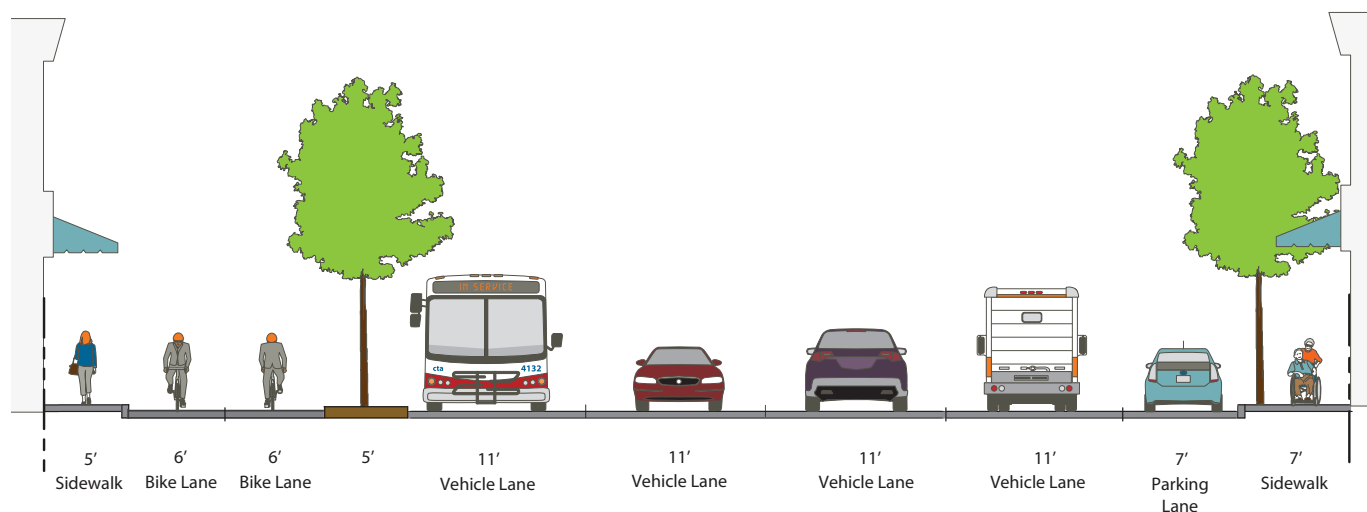 IN SERVICE
cta 4132
5’ 6’ 6’ 5’ 11’ 11’ 11’ 11’ 7’ 7’
Sidewalk Bike Lane Bike Lane Vehicle Lane Vehicle Lane Vehicle Lane Vehicle Lane Parking Sidewalk
Lane